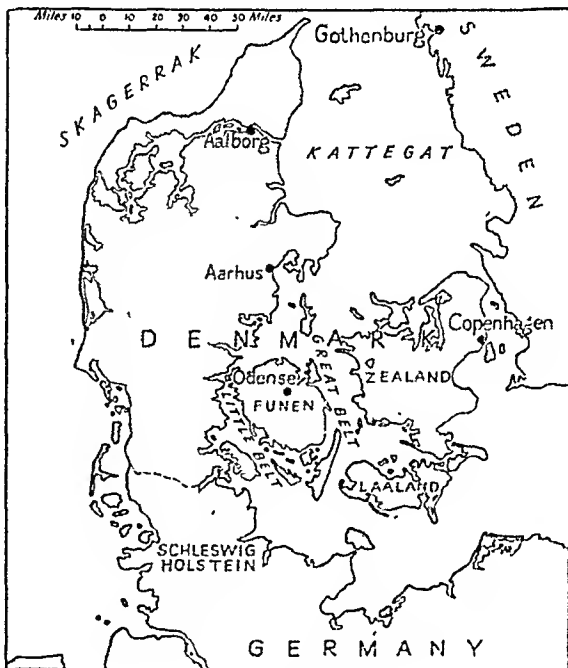 Miles 10 0 10 20 30 40 50 Miles
Gothenburg
SWEDEN
SKAGERRAK
Aalborg
KATTEGAT
Aarhus
DENMARK
Copenhagen
GREAT BELT
ZEALAND
Odense
FUNEN
LITTLE BELT
LAALAND
SCHLESWIG
HOLSTEIN
GERMANY